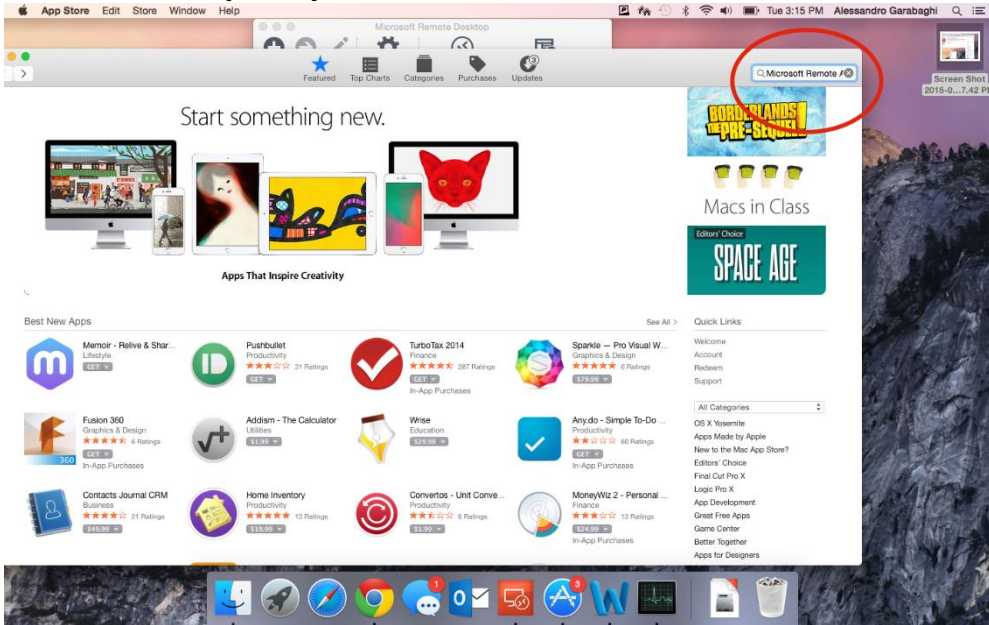 App Store Edit Store Window Help
Tue 3:15 PM Alessandro Garabaghi
Microsoft Remote Desktop
Featured Top Charts Categories Purchases Updates
3
Microsoft Remote
Screen Shot
2015-0...7.42 PM
Start something new.
Apps That Inspire Creativity
BORDERLANDS
THE PRE-SEQUEL
Macs in Class
Editors' Choice
SPACE AGE
Best New Apps
See All >
Memoir - Relive & Shar...
Lifestyle
GET
Pushbullet
Productivity
31 Ratings
GET
TurboTax 2014
Finance
287 Ratings
GET
In-App Purchases
Sparkle — Pro Visual W...
Graphics & Design
6 Ratings
$79.99
360
Fusion 360
Graphics & Design
6 Ratings
GET
In-App Purchases
Addism - The Calculator
Utilities
$1.99
Wrise
Education
$29.99
Any.do - Simple To-Do ...
Productivity
60 Ratings
GET
In-App Purchases
Contacts Journal CRM
Business
21 Ratings
$49.99
Home Inventory
Productivity
13 Ratings
$19.99
Convertos - Unit Conve...
Productivity
6 Ratings
$1.99
MoneyWiz 2 - Personal ...
Finance
13 Ratings
$24.99
In-App Purchases
Quick Links
Welcome
Account
Redeem
Support
All Categories
OS X Yosemite
Apps Made by Apple
New to the Mac App Store?
Editors' Choice
Final Cut Pro X
Logic Pro X
App Development
Great Free Apps
Game Center
Better Together
Apps for Designers
1
3